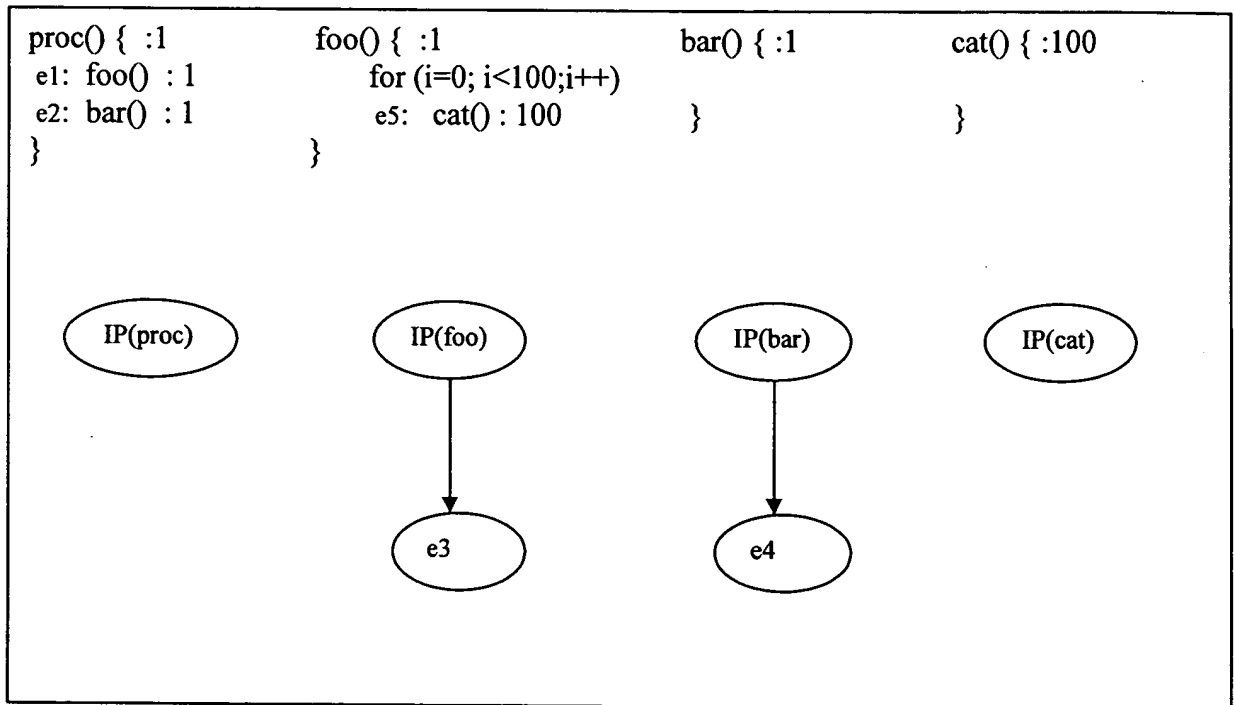 proc() { :1 foo() { :1 bar() { :1 cat() { :100
e1: foo() : 1 for (i=0; i<100;i++)
e2: bar() : 1 e5: cat() : 100 } }
} }
IP(proc) IP(foo) IP(bar) IP(cat)
e3 e4